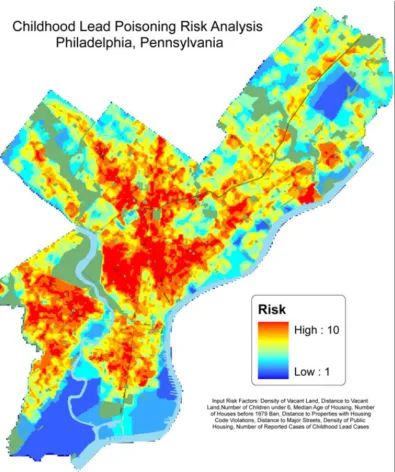 Childhood Lead Poisoning Risk Analysis
Philadelphia, Pennsylvania
Risk
High : 10
Low : 1
Input Risk Factors: Density of Vacant Land, Distance to Vacant
Land,Number of Children under 6, Median Age of Housing, Number
of Houses before 1979 Ban, Distance to Properties with Housing
Code Violations, Distance to Major Streets, Density of Public
Housing, Number of Reported Cases of Childhood Lead Cases